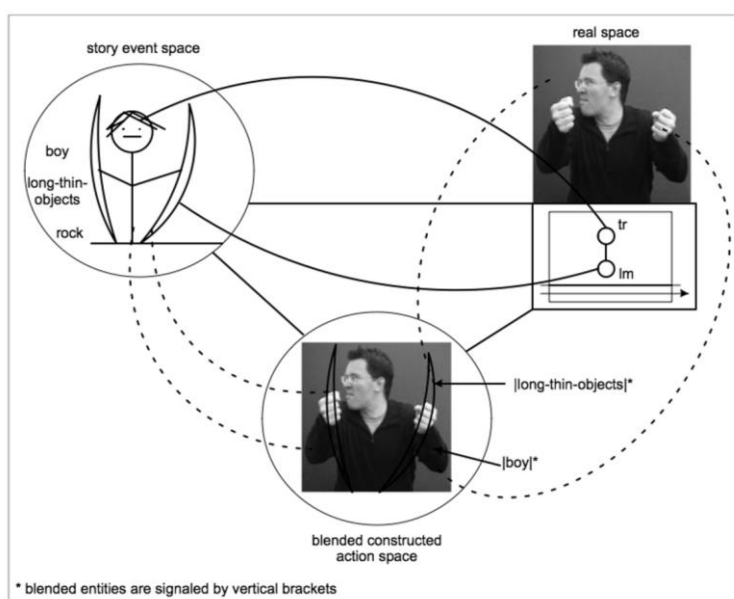 story event space
real space
boy
long-thin-
objects
rock
tr
lm
|long-thin-objects|*
|boy|*
blended constructed
action space
* blended entities are signaled by vertical brackets